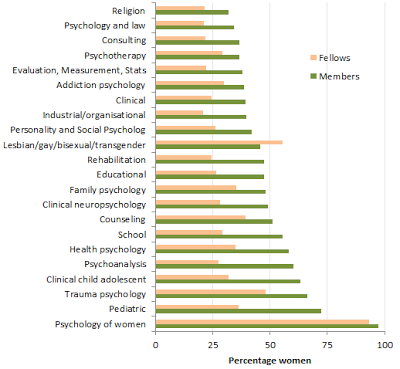 Religion
Psychology and law
Consulting
Psychotherapy
Evaluation, Measurement, Stats
Addiction psychology
Clinical
Industrial/organisational
Personality and Social Psycholog
Lesbian/gay/bisexual/transgender
Rehabilitation
Educational
Family psychology
Clinical neuropsychology
Counseling
School
Health psychology
Psychoanalysis
Clinical child adolescent
Trauma psychology
Pediatric
Psychology of women
Fellows
Members
0 25 50 75 100
Percentage women